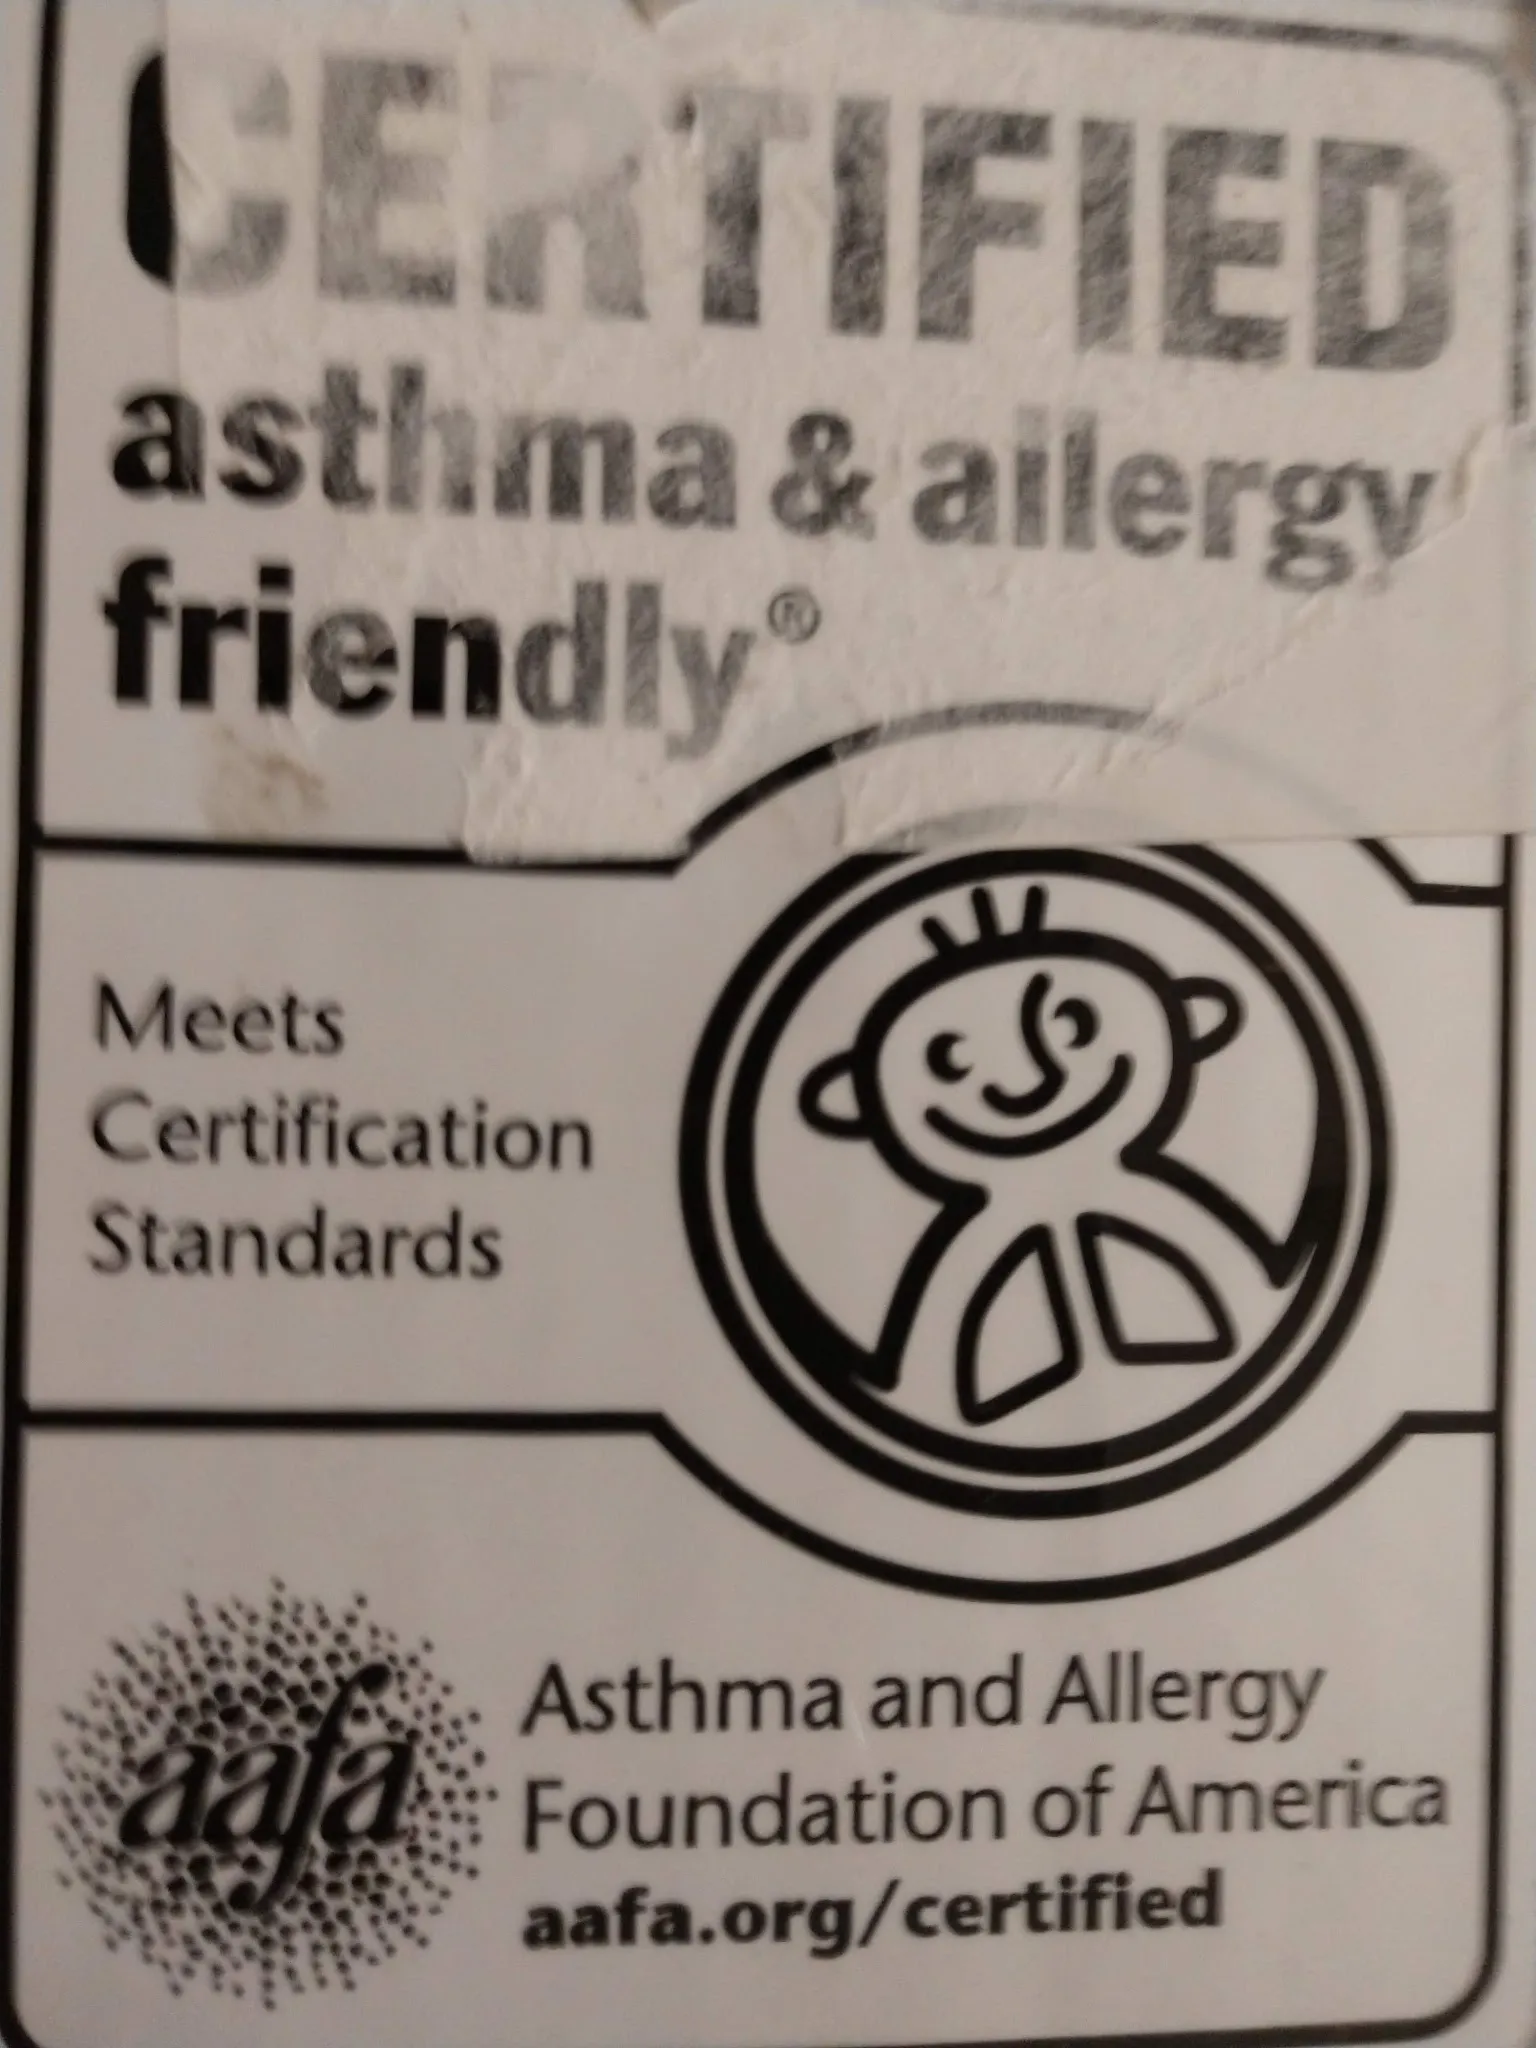 CERTIFIED
asthma & allergy
friendly®
Meets
Certification
Standards
aafa
Asthma and Allergy
Foundation of America
aafa.org/certified